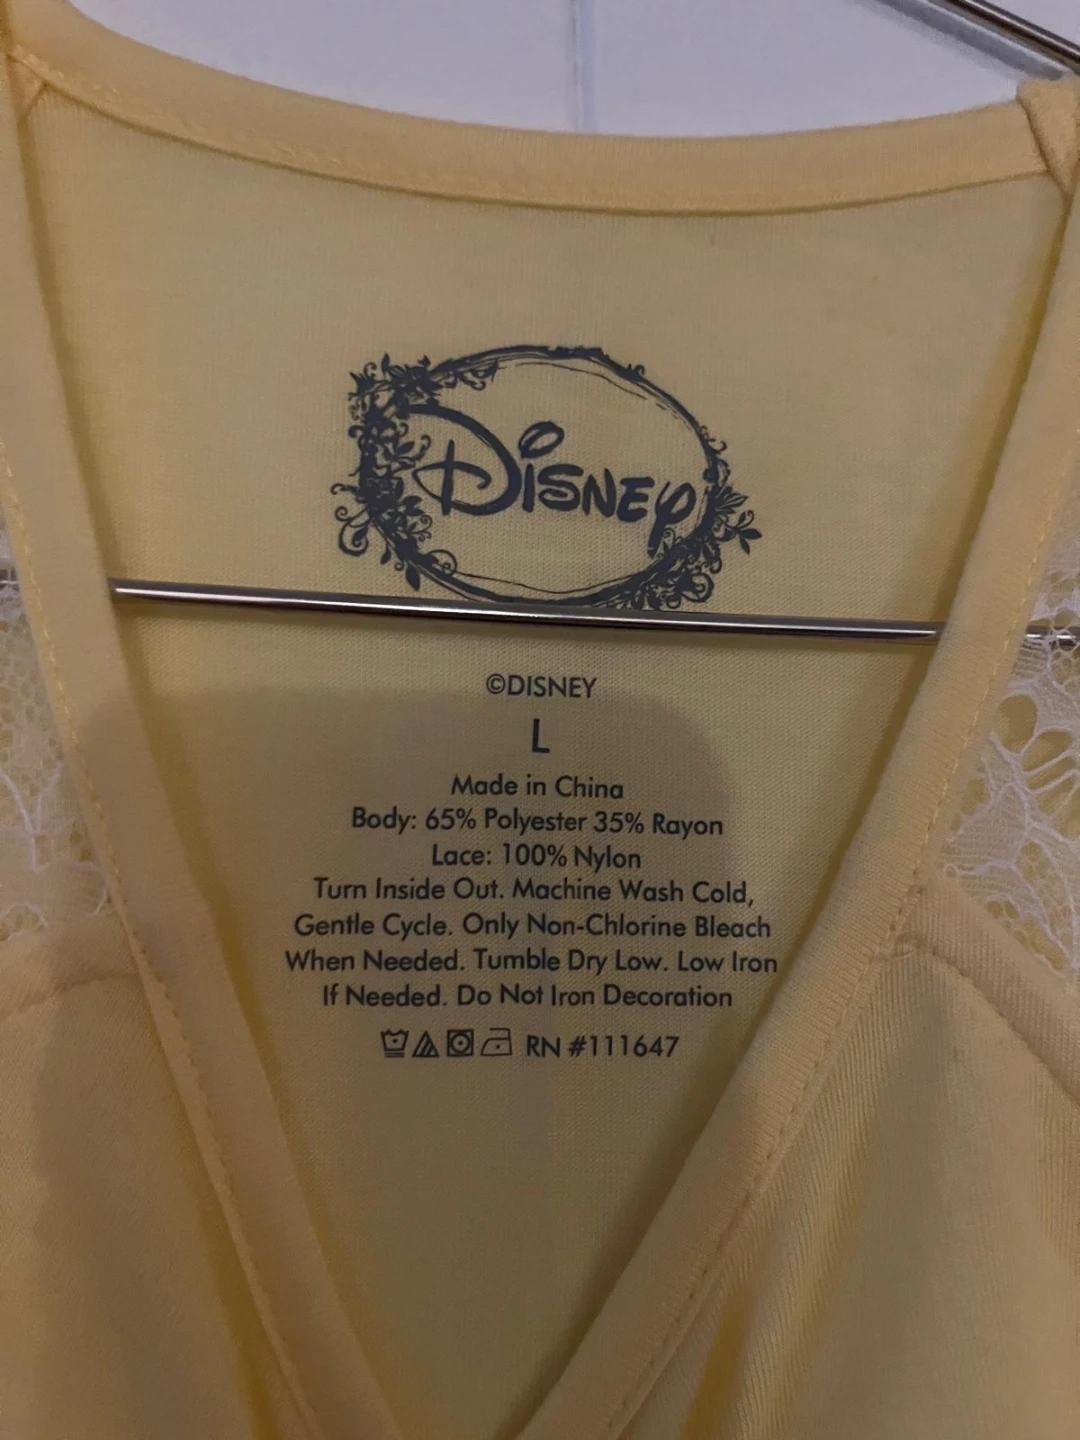 Disney
©DISNEY
L
Made in China
Body: 65% Polyester 35% Rayon
Lace: 100% Nylon
Turn Inside Out. Machine Wash Cold,
Gentle Cycle. Only Non-Chlorine Bleach
When Needed. Tumble Dry Low. Low Iron
If Needed. Do Not Iron Decoration
RN #111647